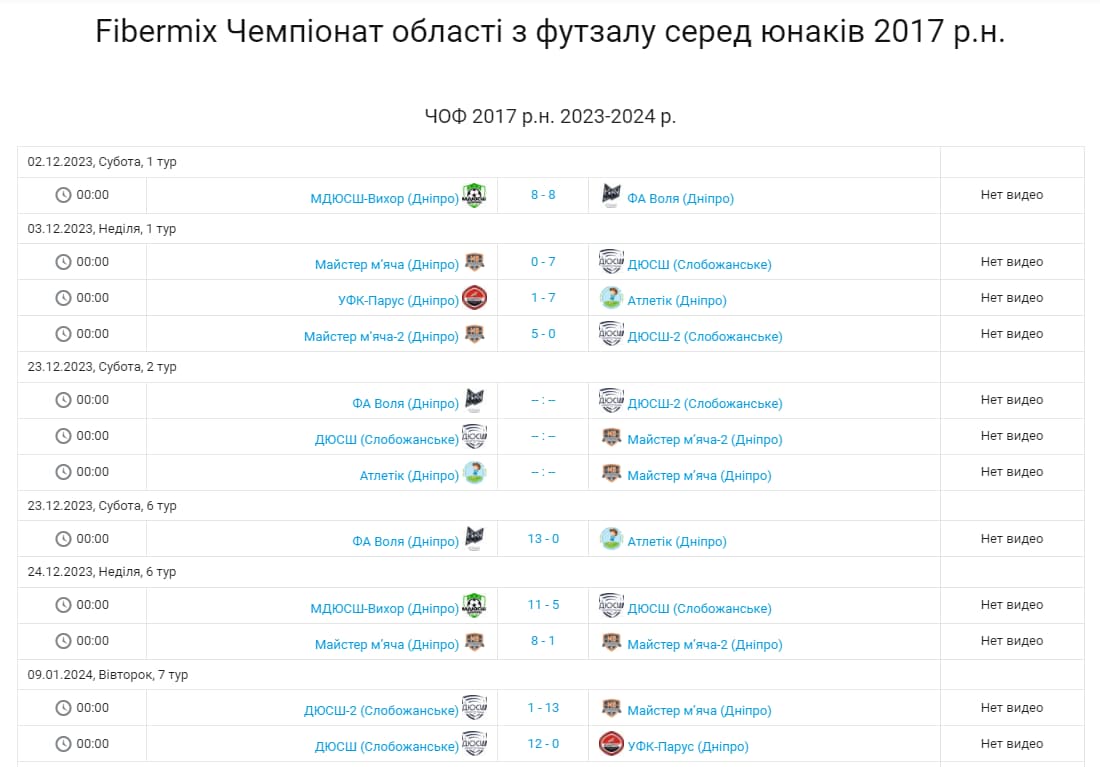 Fibermix Чемпіонат області з футзалу серед юнаків 2017 р.н.
ЧОФ 2017 р.н. 2023-2024 р.
02.12.2023, Субота, 1 тур
00:00 МДЮСШ-Вихор (Дніпро) 8 - 8 ФА Воля (Дніпро) Нет видео
03.12.2023, Неділя, 1 тур
00:00 Майстер м'яча (Дніпро) 0 - 7 ДЮСШ (Слобожанське) Нет видео
00:00 УФК-Парус (Дніпро) 1 - 7 Атлетік (Дніпро) Нет видео
00:00 Майстер м'яча-2 (Дніпро) 5 - 0 ДЮСШ-2 (Слобожанське) Нет видео
23.12.2023, Субота, 2 тур
00:00 ФА Воля (Дніпро) -- : -- ДЮСШ-2 (Слобожанське) Нет видео
00:00 ДЮСШ (Слобожанське) -- : -- Майстер м'яча-2 (Дніпро) Нет видео
00:00 Атлетік (Дніпро) -- : -- Майстер м'яча (Дніпро) Нет видео
23.12.2023, Субота, 6 тур
00:00 ФА Воля (Дніпро) 13 - 0 Атлетік (Дніпро) Нет видео
24.12.2023, Неділя, 6 тур
00:00 МДЮСШ-Вихор (Дніпро) 11 - 5 ДЮСШ (Слобожанське) Нет видео
00:00 Майстер м'яча (Дніпро) 8 - 1 Майстер м'яча-2 (Дніпро) Нет видео
09.01.2024, Вівторок, 7 тур
00:00 ДЮСШ-2 (Слобожанське) 1 - 13 Майстер м'яча (Дніпро) Нет видео
00:00 ДЮСШ (Слобожанське) 12 - 0 УФК-Парус (Дніпро) Нет видео